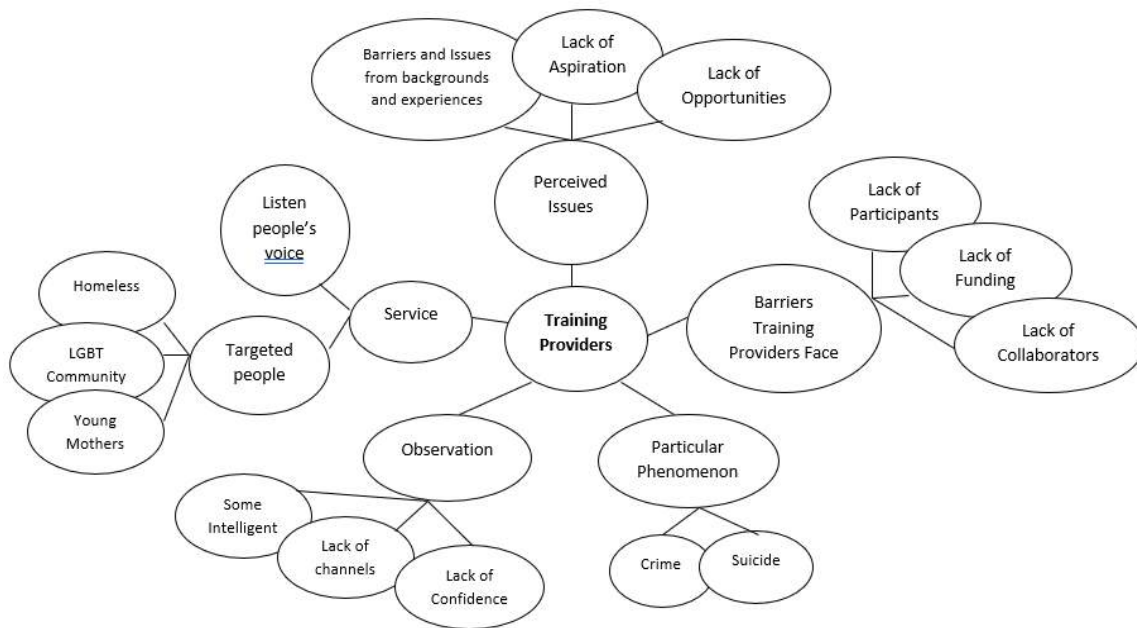 Barriers and Issues
from backgrounds
and experiences
Lack of
Aspiration
Lack of
Opportunities
Perceived
Issues
Listen
people’s
voice
Lack of
Participants
Lack of
Funding
Lack of
Collaborators
Barriers
Training
Providers Face
Training
Providers
Service
Homeless
LGBT
Community
Young
Mothers
Targeted
people
Observation
Particular
Phenomenon
Some
Intelligent
Lack of
channels
Lack of
Confidence
Crime
Suicide